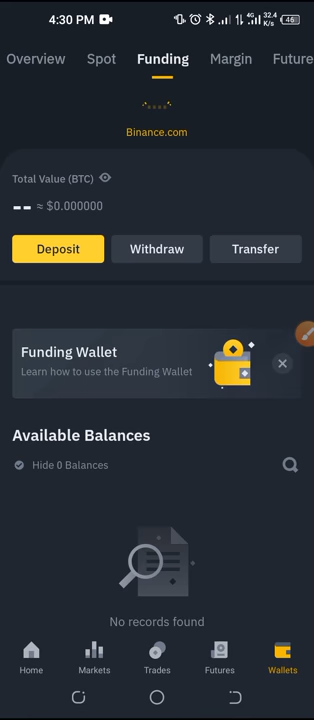 4:30 PM
4G 32.4 K/s 46
Overview Spot Funding Margin Future
Binance.com
Total Value (BTC)
-- ≈ $0.000000
Deposit Withdraw Transfer
Funding Wallet
Learn how to use the Funding Wallet
Available Balances
Hide 0 Balances
No records found
Home Markets Trades Futures Wallets